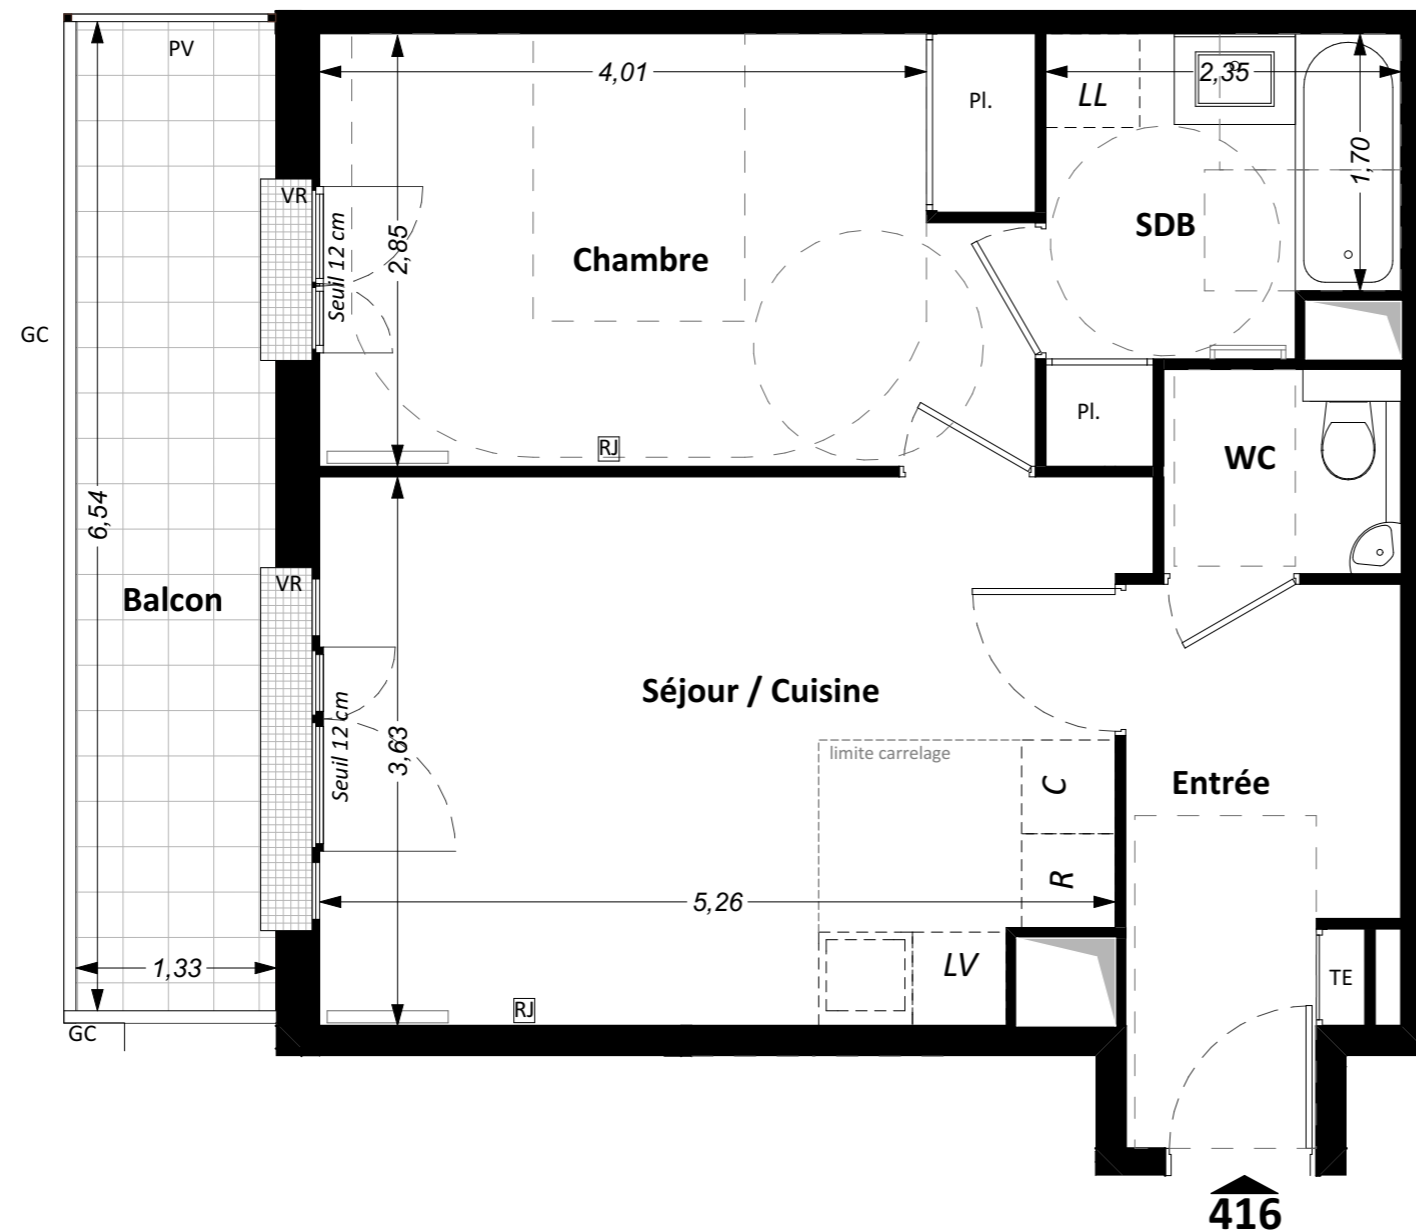 PV
4,01
Pl.
LL
2,35
1,70
VR
Seuil 12 cm
2,85
Chambre
SDB
GC
Pl.
RJ
WC
6,54
Balcon
VR
Seuil 12 cm
3,63
Séjour / Cuisine
limite carrelage
C
Entrée
R
5,26
1,33
LV
TE
RJ
GC
416